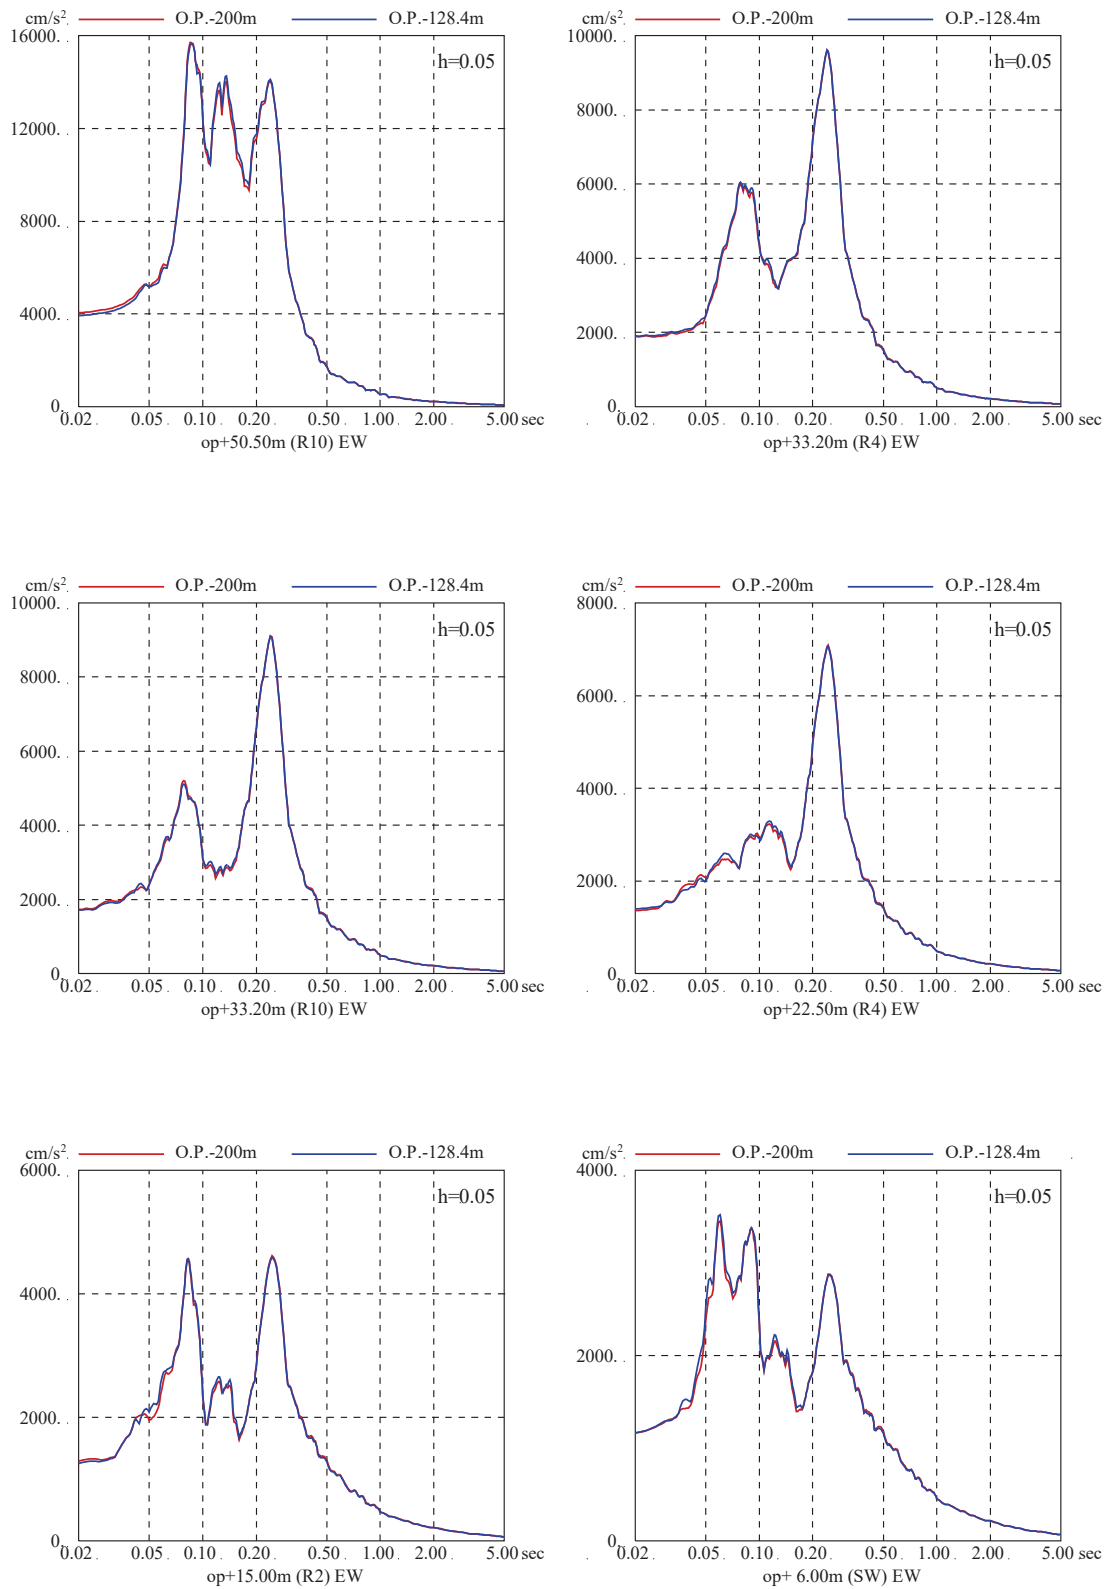 cm/s² O.P.-200m O.P.-128.4m
16000.
h=0.05
12000.
8000.
4000.
0.
0.02 0.05 0.10 0.20 0.50 1.00 2.00 5.00 sec
op+50.50m (R10) EW
cm/s² O.P.-200m O.P.-128.4m
10000.
h=0.05
8000.
6000.
4000.
2000.
0.
0.02 0.05 0.10 0.20 0.50 1.00 2.00 5.00 sec
op+33.20m (R4) EW
cm/s² O.P.-200m O.P.-128.4m
10000.
h=0.05
8000.
6000.
4000.
2000.
0.
0.02 0.05 0.10 0.20 0.50 1.00 2.00 5.00 sec
op+33.20m (R10) EW
cm/s² O.P.-200m O.P.-128.4m
8000.
h=0.05
6000.
4000.
2000.
0.
0.02 0.05 0.10 0.20 0.50 1.00 2.00 5.00 sec
op+22.50m (R4) EW
cm/s² O.P.-200m O.P.-128.4m
6000.
h=0.05
4000.
2000.
0.
0.02 0.05 0.10 0.20 0.50 1.00 2.00 5.00 sec
op+15.00m (R2) EW
cm/s² O.P.-200m O.P.-128.4m
4000.
h=0.05
2000.
0.
0.02 0.05 0.10 0.20 0.50 1.00 2.00 5.00 sec
op+ 6.00m (SW) EW